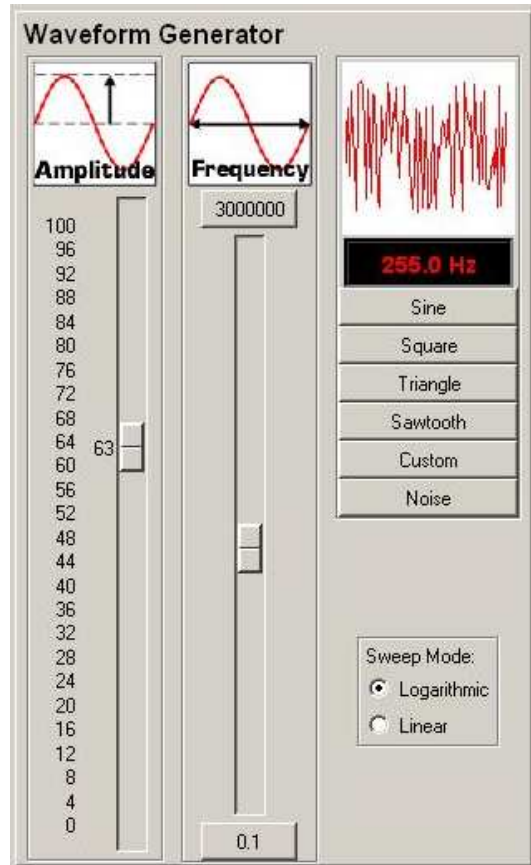 Waveform Generator
Amplitude
100
96
92
88
84
80
76
72
68
64
60
56
52
48
44
40
36
32
28
24
20
16
12
8
4
0
63
Frequency
3000000
0.1
255.0 Hz
Sine
Square
Triangle
Sawtooth
Custom
Noise
Sweep Mode:
Logarithmic
Linear